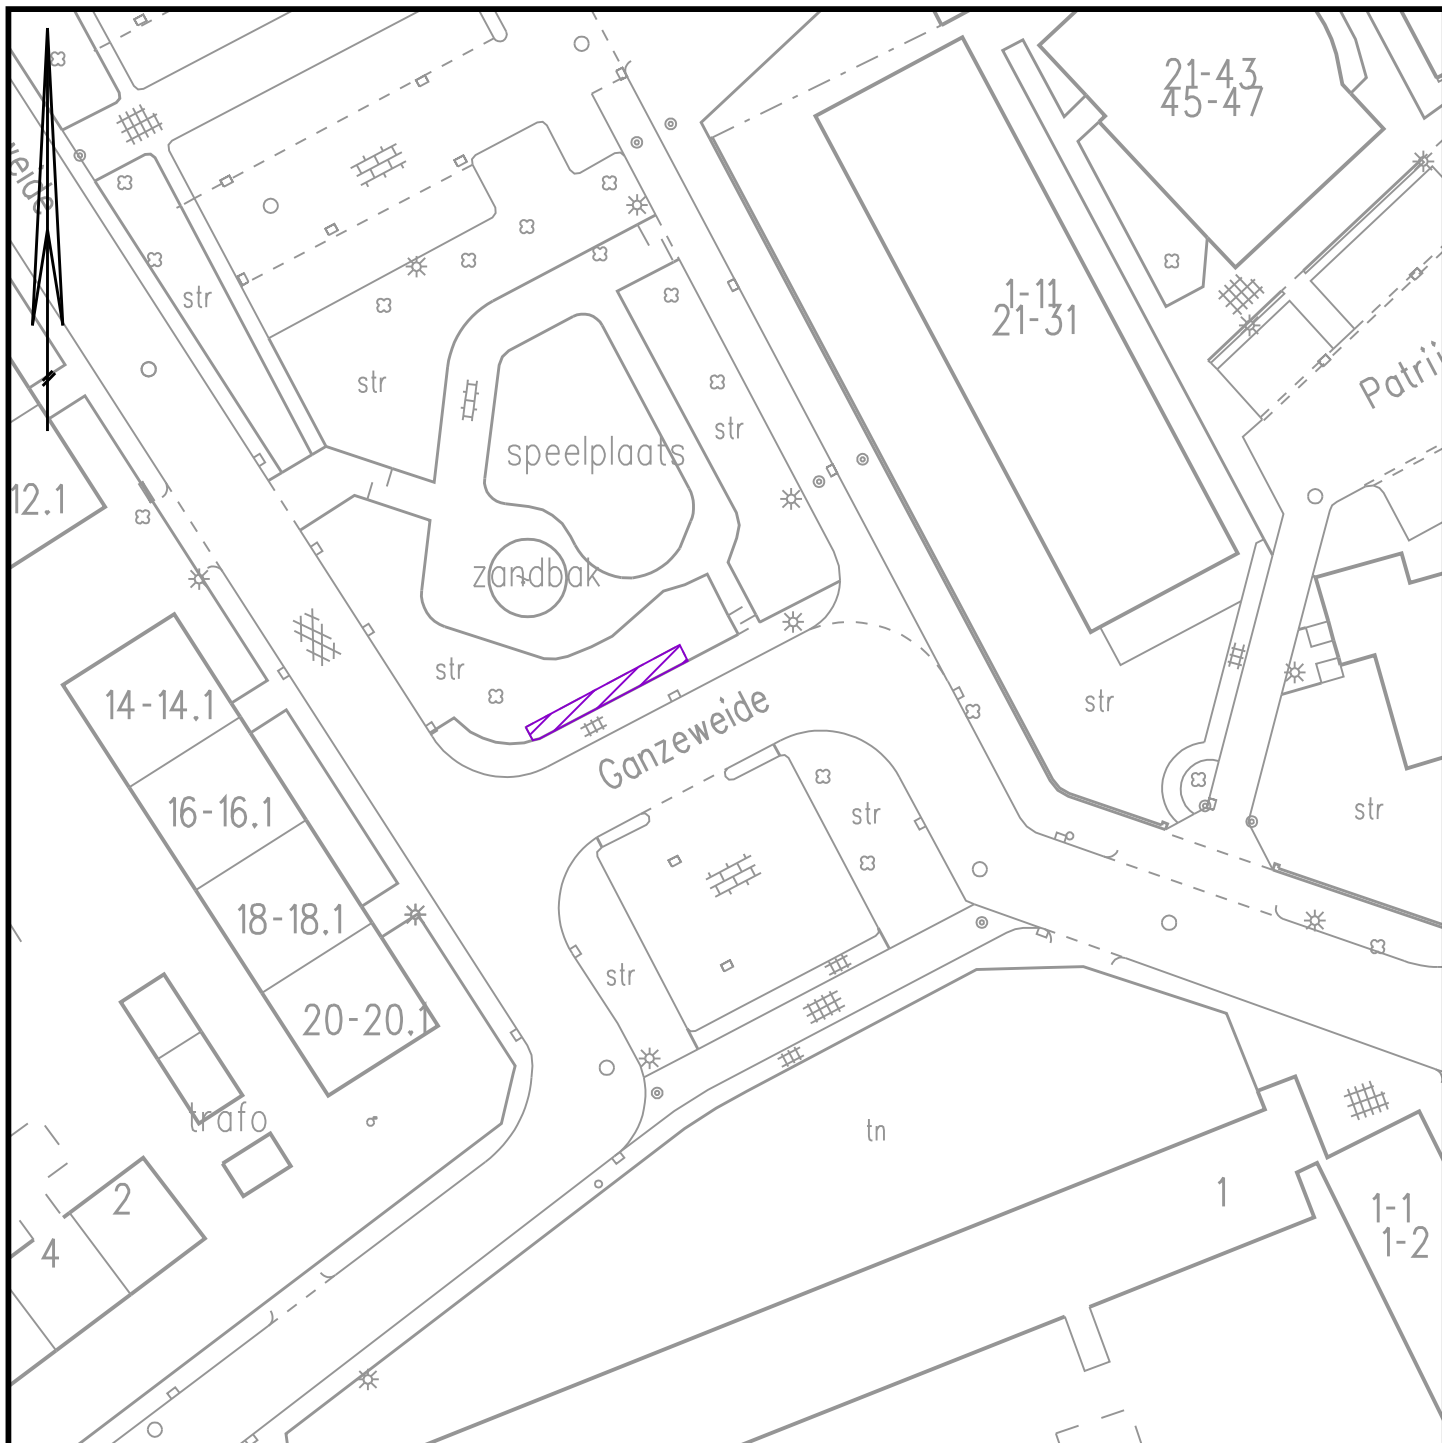 21-43
45-47
weide
str
1-11
21-31
Patrij
str
str
speelplaats
12.1
zandbak
str
14-14.1
str
Ganzeweide
16-16.1
str
str
18-18.1
str
20-20.1
trafo
tn
2
1
1-1
4
1-2